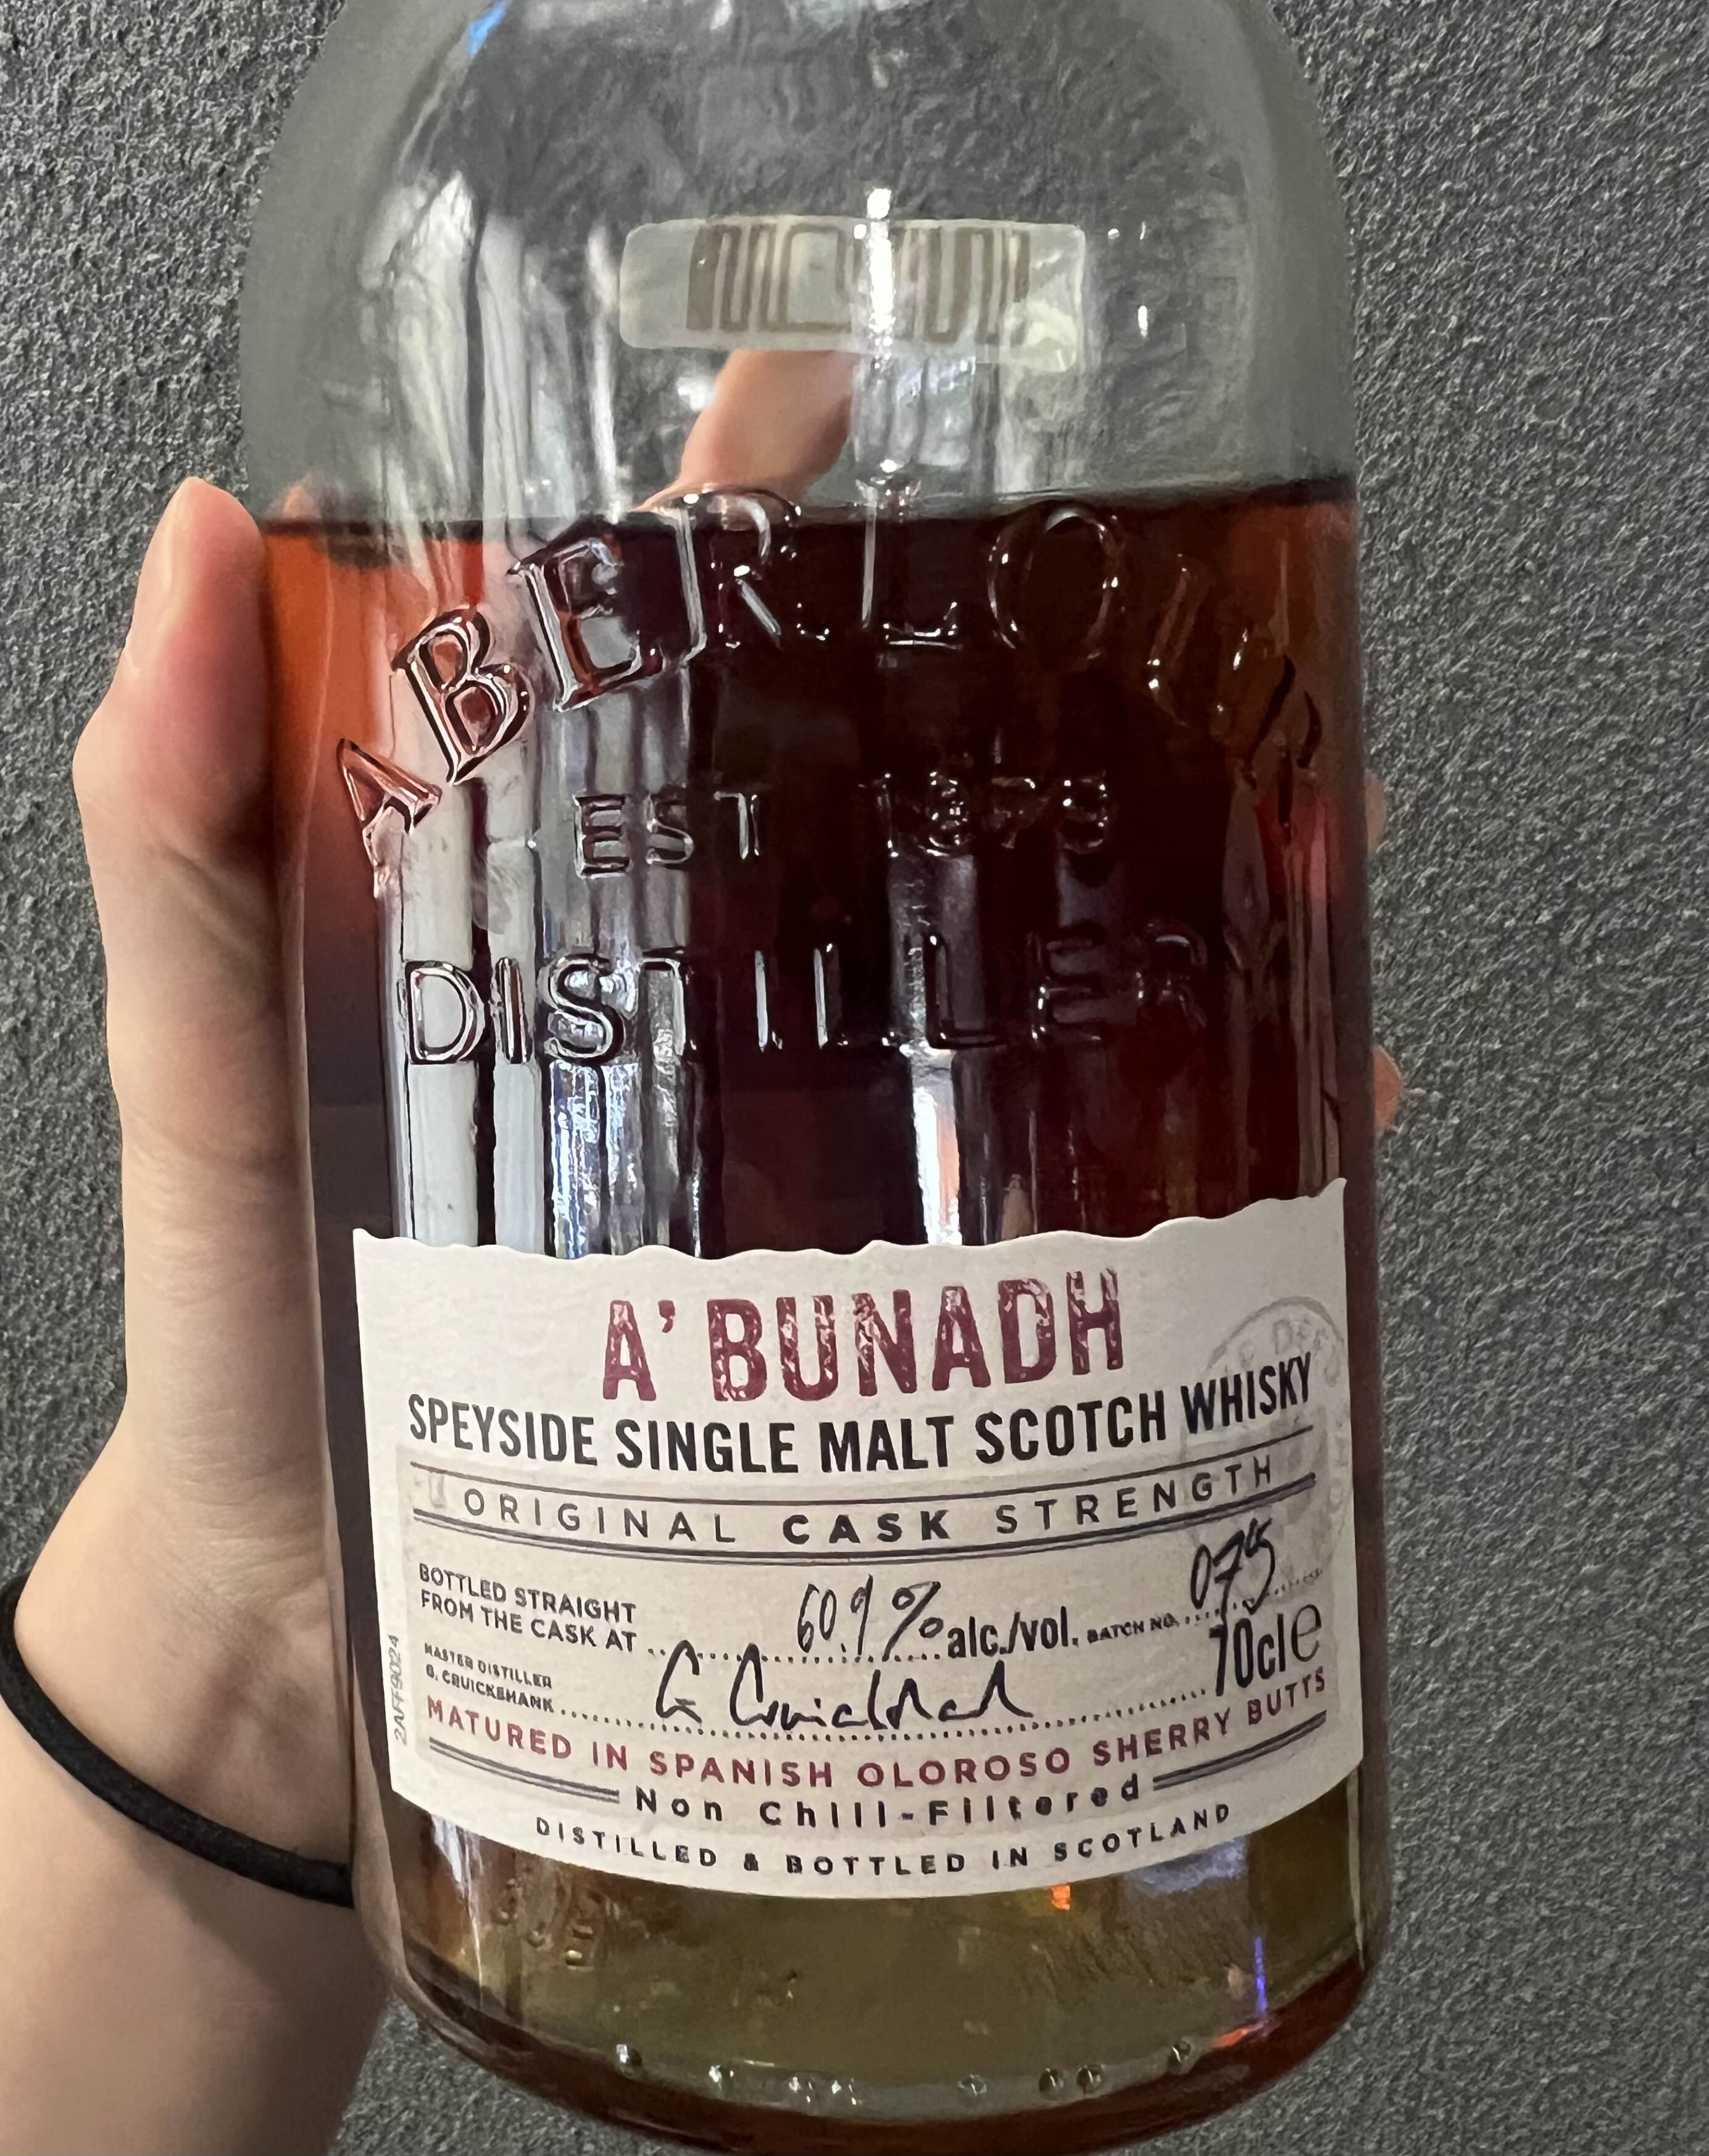 ABERLOUR
EST 1879
DISTILLERY
A'BUNADH
SPEYSIDE SINGLE MALT SCOTCH WHISKY
ORIGINAL CASK STRENGTH
BOTTLED STRAIGHT
FROM THE CASK AT 60.9% alc./vol. BATCH NO. 075
MASTER DISTILLER
G. CRUICKSHANK G Cruickshank 70cl e
MATURED IN SPANISH OLOROSO SHERRY BUTTS
Non Chill-Filtered
DISTILLED & BOTTLED IN SCOTLAND
2AFF9024